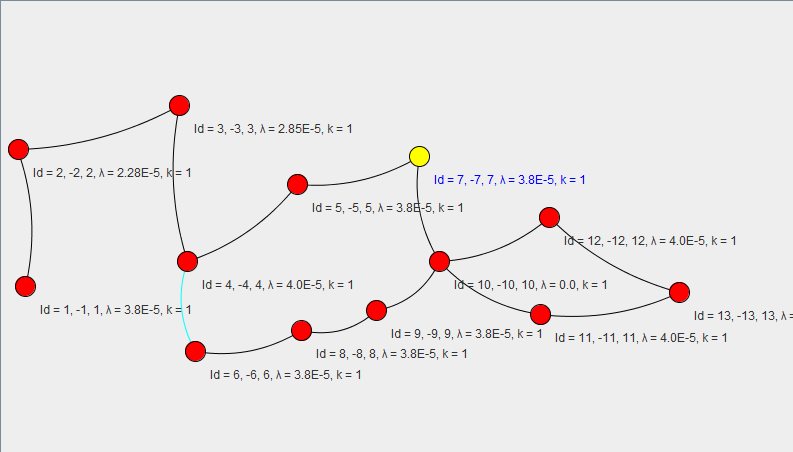 Id = 3, -3, 3, λ = 2.85E-5, k = 1
Id = 2, -2, 2, λ = 2.28E-5, k = 1
Id = 7, -7, 7, λ = 3.8E-5, k = 1
Id = 5, -5, 5, λ = 3.8E-5, k = 1
Id = 12, -12, 12, λ = 4.0E-5, k = 1
Id = 4, -4, 4, λ = 4.0E-5, k = 1
Id = 10, -10, 10, λ = 0.0, k = 1
Id = 1, -1, 1, λ = 3.8E-5, k = 1
Id = 13, -13, 13, λ =
Id = 9, -9, 9, λ = 3.8E-5, k = 1
Id = 11, -11, 11, λ = 4.0E-5, k = 1
Id = 8, -8, 8, λ = 3.8E-5, k = 1
Id = 6, -6, 6, λ = 3.8E-5, k = 1